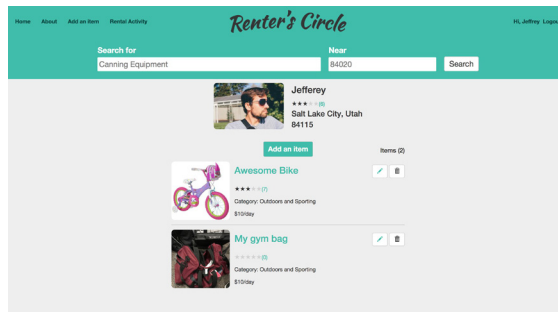 Home About Add an item Rental Activity
Renter's Circle
Hi, Jeffrey Logou
Search for
Near
Canning Equipment
84020
Search
Jefferey
★★★★★(6)
Salt Lake City, Utah
84115
Add an item
Items (2)
Awesome Bike
★★★★★(7)
Category: Outdoors and Sporting
$10/day
My gym bag
★★★★★(0)
Category: Outdoors and Sporting
$10/day